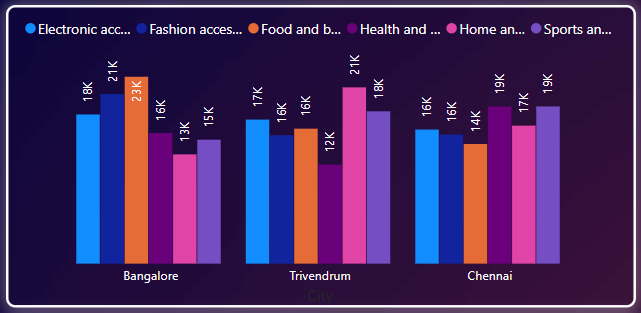 Electronic acc... Fashion acces... Food and b... Health and ... Home an... Sports an...
18K 21K 23K 16K 13K 15K 17K 16K 16K 12K 21K 18K 16K 16K 14K 19K 17K 19K
Bangalore Trivendrum Chennai
City